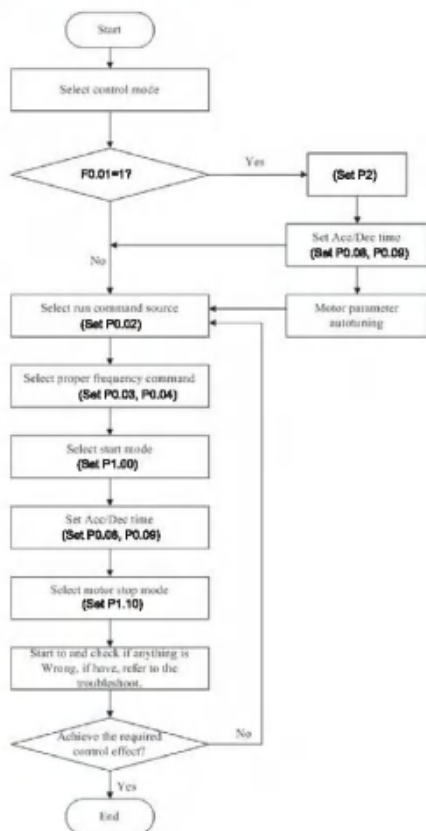 Start
Select control mode
F0.01=1?
Yes
(Set P2)
Set Acc/Dec time
(Set P0.08, P0.09)
No
Select run command source
(Set P0.02)
Motor parameter
autotuning
Select proper frequency command
(Set P0.03, P0.04)
Select start mode
(Set P1.00)
Set Acc/Dec time
(Set P0.08, P0.09)
Select motor stop mode
(Set P1.10)
Start to and check if anything is
Wrong, if have, refer to the
troubleshoot.
Achieve the required
control effect?
No
Yes
End